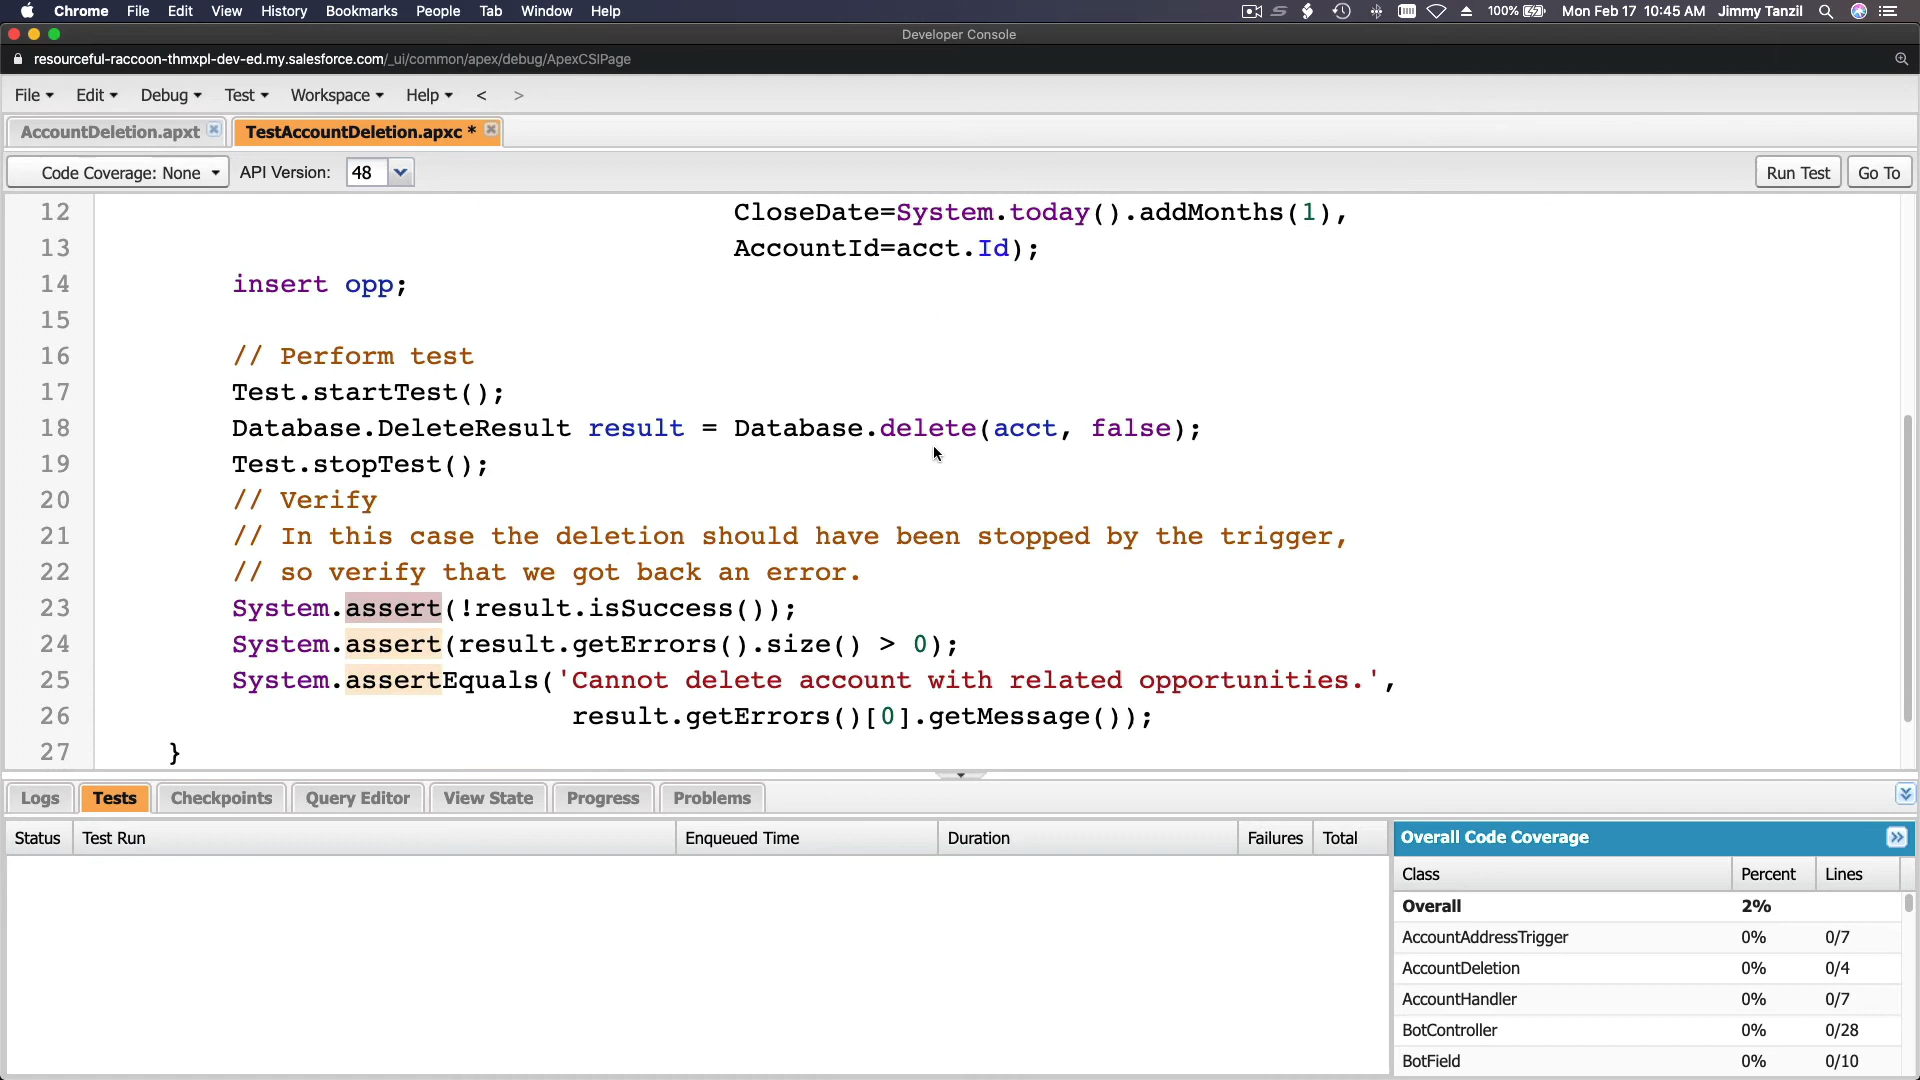 Chrome File Edit View History Bookmarks People Tab Window Help 100% Mon Feb 17 10:45 AM Jimmy Tanzil
Developer Console
resourceful-raccoon-thmxpl-dev-ed.my.salesforce.com/_ui/common/apex/debug/ApexCSIPage
File Edit Debug Test Workspace Help < >
AccountDeletion.apxt TestAccountDeletion.apxc *
Code Coverage: None API Version: 48 Run Test Go To
12 CloseDate=System.today().addMonths(1),
13 AccountId=acct.Id);
14 insert opp;
15
16 // Perform test
17 Test.startTest();
18 Database.DeleteResult result = Database.delete(acct, false);
19 Test.stopTest();
20 // Verify
21 // In this case the deletion should have been stopped by the trigger,
22 // so verify that we got back an error.
23 System.assert(!result.isSuccess());
24 System.assert(result.getErrors().size() > 0);
25 System.assertEquals('Cannot delete account with related opportunities.',
26 result.getErrors()[0].getMessage());
27 }
Logs Tests Checkpoints Query Editor View State Progress Problems
Status Test Run Enqueued Time Duration Failures Total
Overall Code Coverage
Class Percent Lines
Overall 2%
AccountAddressTrigger 0% 0/7
AccountDeletion 0% 0/4
AccountHandler 0% 0/7
BotController 0% 0/28
BotField 0% 0/10